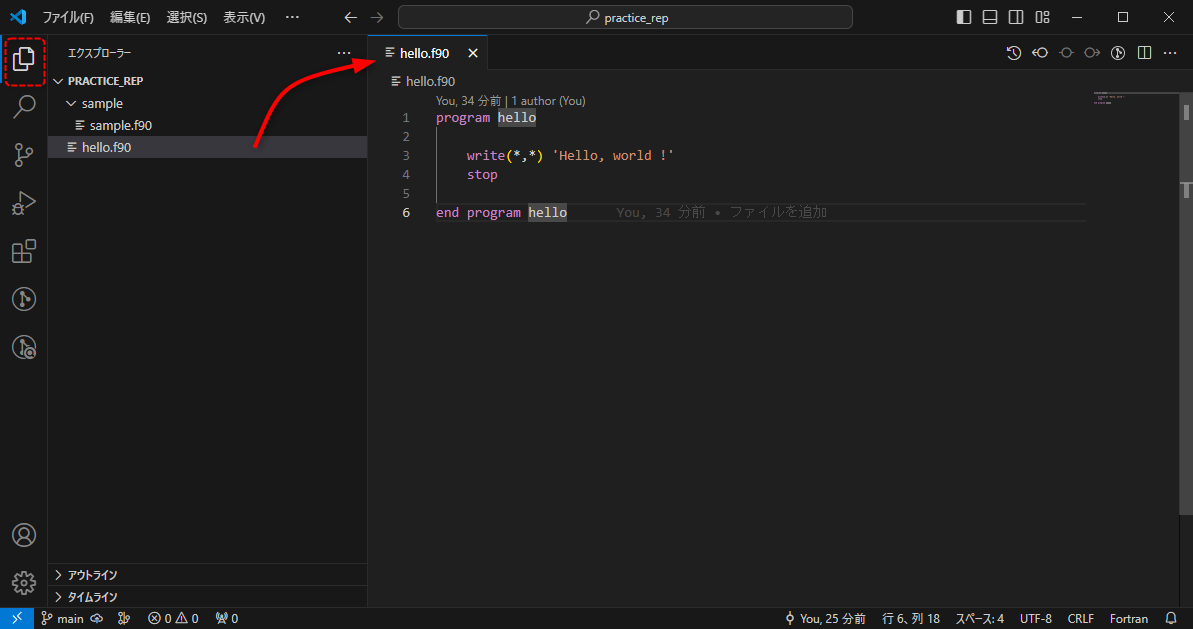 ファイル(F) 編集(E) 選択(S) 表示(V) … practice_rep
エクスプローラー …
PRACTICE_REP
sample
sample.f90
hello.f90
hello.f90
hello.f90
You, 34 分前 | 1 author (You)
1 program hello
2
3 write(*,*) 'Hello, world !'
4 stop
5
6 end program hello You, 34 分前 • ファイルを追加
アウトライン
タイムライン
main 0 0 0 You, 25 分前 行 6、列 18 スペース: 4 UTF-8 CRLF Fortran